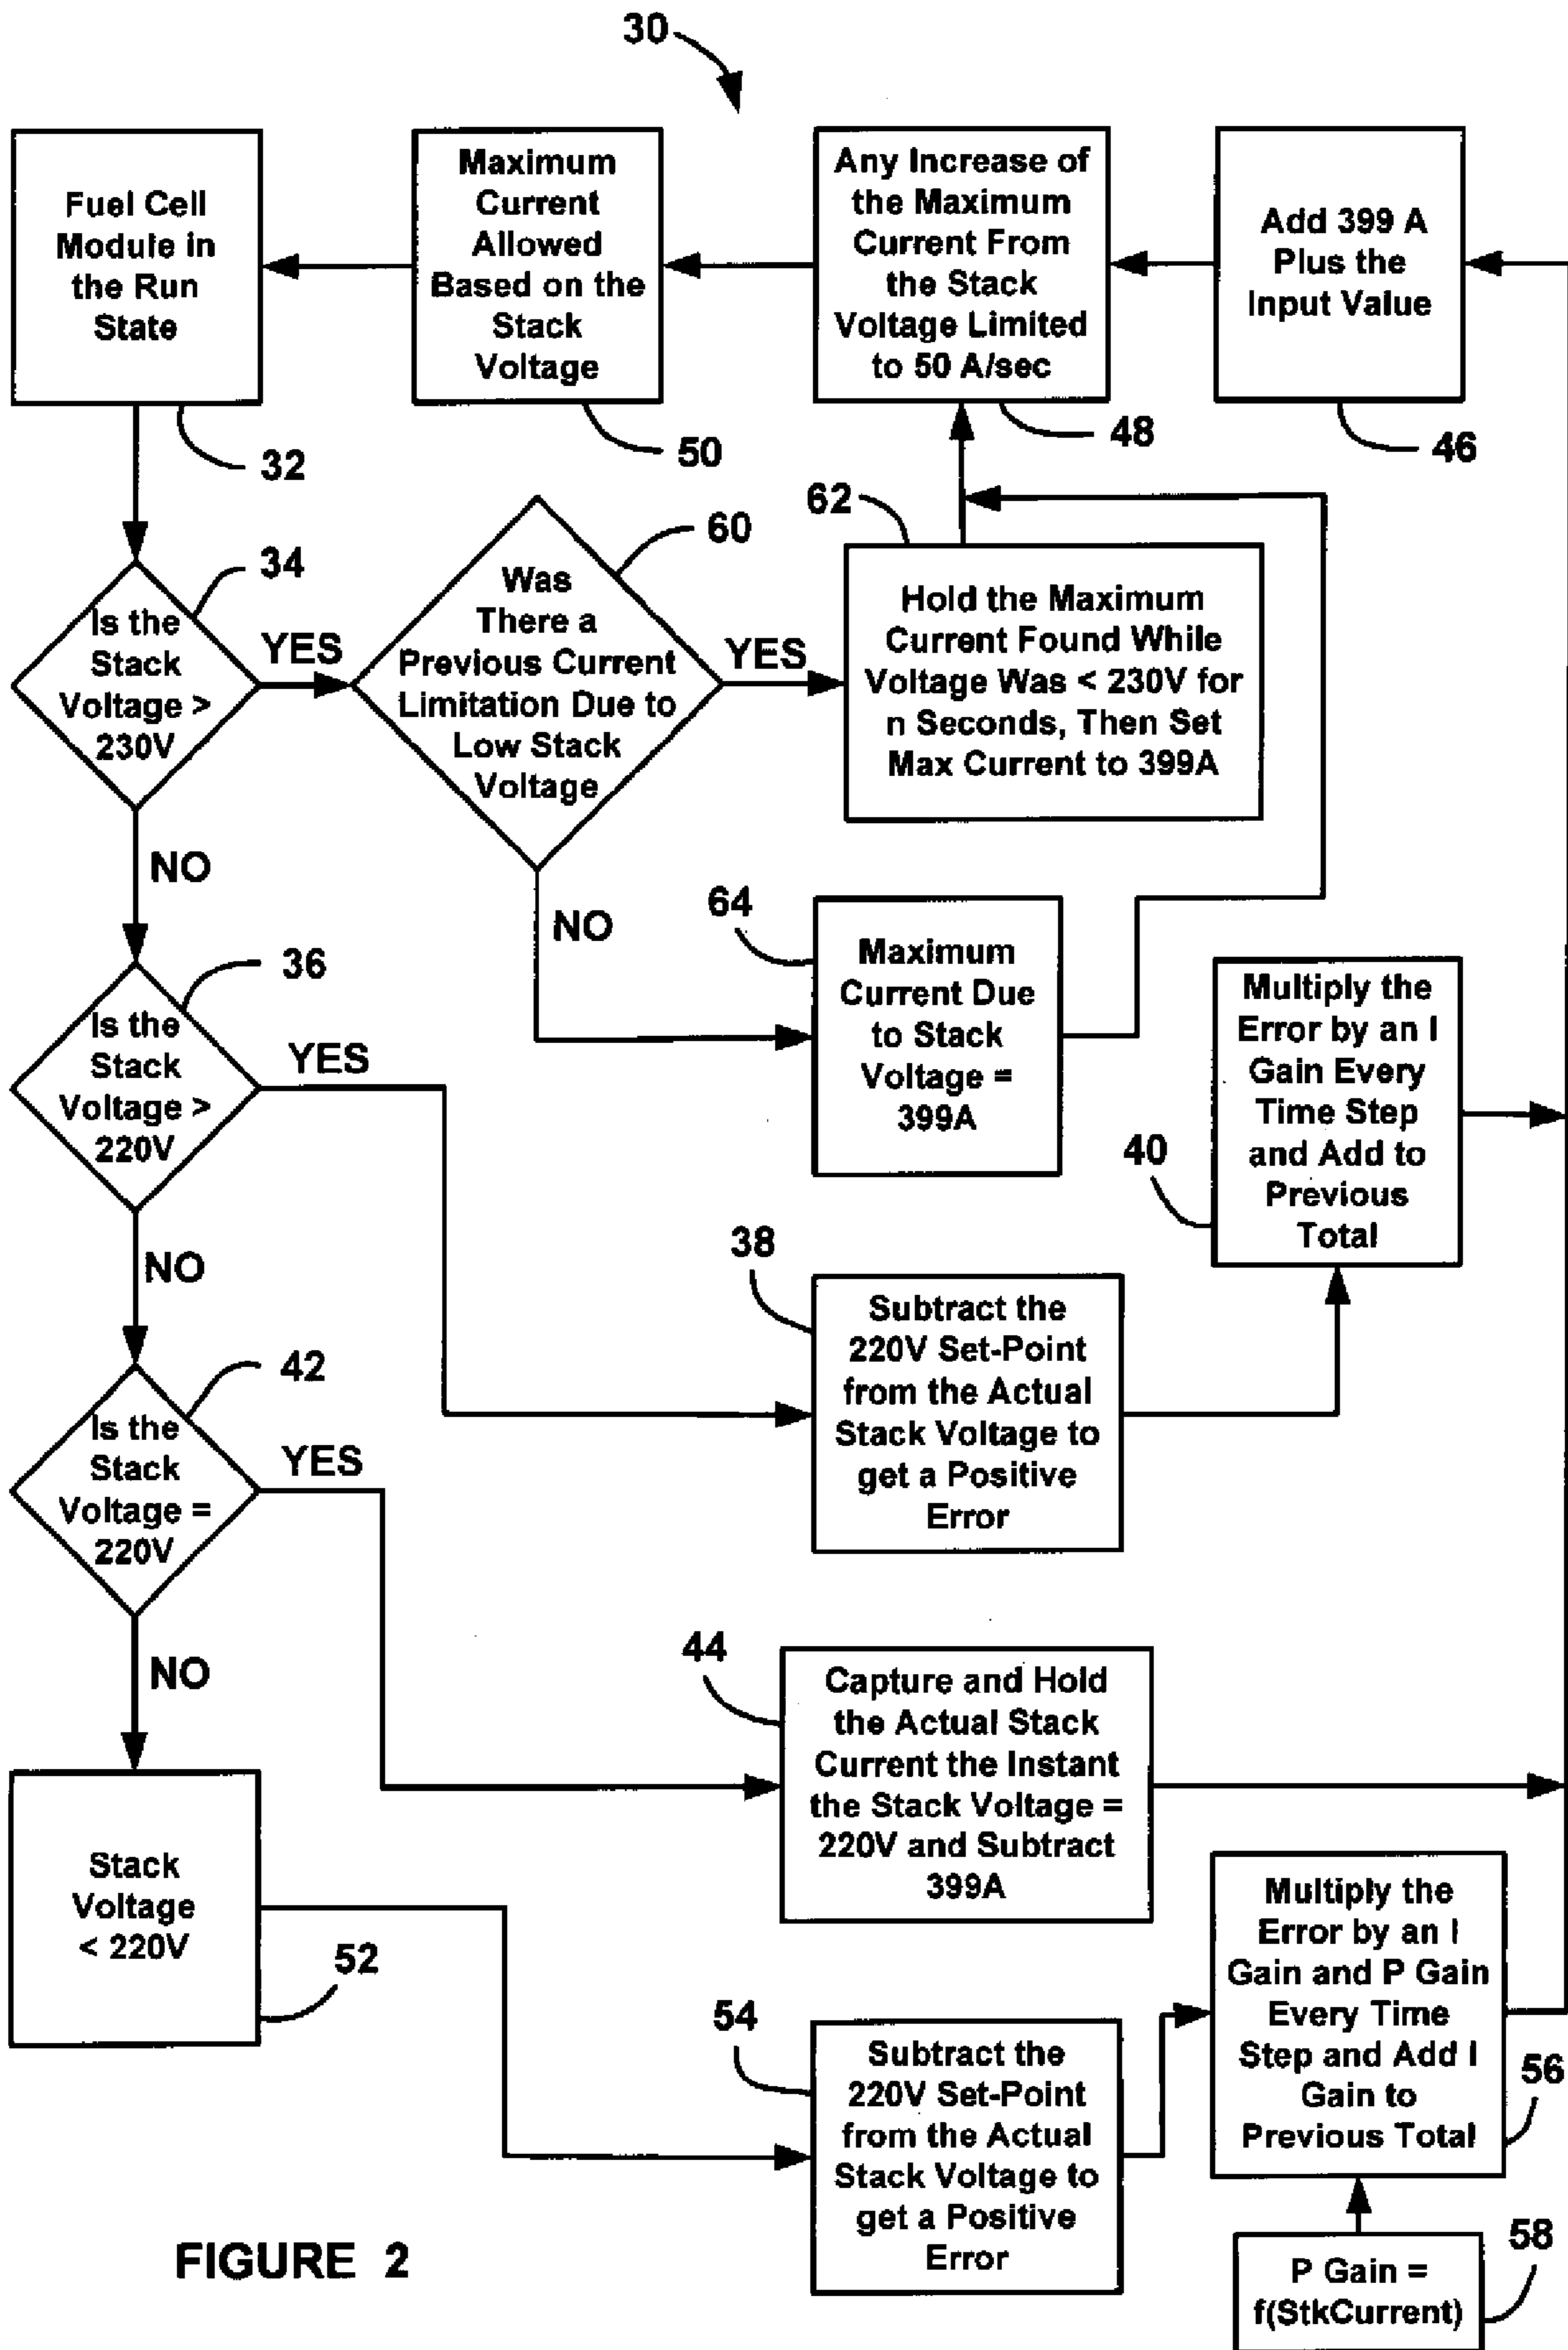 30
Fuel Cell
Module in
the Run
State
32
Maximum
Current
Allowed
Based on the
Stack
Voltage
50
Any Increase of
the Maximum
Current From
the Stack
Voltage Limited
to 50 A/sec
48
Add 399 A
Plus the
Input Value
46
Is the
Stack
Voltage >
230V
34
YES
NO
Was
There a
Previous Current
Limitation Due to
Low Stack
Voltage
60
YES
NO
62
Hold the Maximum
Current Found While
Voltage Was < 230V for
n Seconds, Then Set
Max Current to 399A
64
Maximum
Current Due
to Stack
Voltage =
399A
Is the
Stack
Voltage >
220V
36
YES
NO
38
Subtract the
220V Set-Point
from the Actual
Stack Voltage to
get a Positive
Error
40
Multiply the
Error by an I
Gain Every
Time Step
and Add to
Previous
Total
Is the
Stack
Voltage =
220V
42
YES
NO
44
Capture and Hold
the Actual Stack
Current the Instant
the Stack Voltage =
220V and Subtract
399A
Stack
Voltage
< 220V
52
54
Subtract the
220V Set-Point
from the Actual
Stack Voltage to
get a Positive
Error
Multiply the
Error by an I
Gain and P Gain
Every Time
Step and Add I
Gain to
Previous Total
56
P Gain =
f(StkCurrent)
58
FIGURE 2